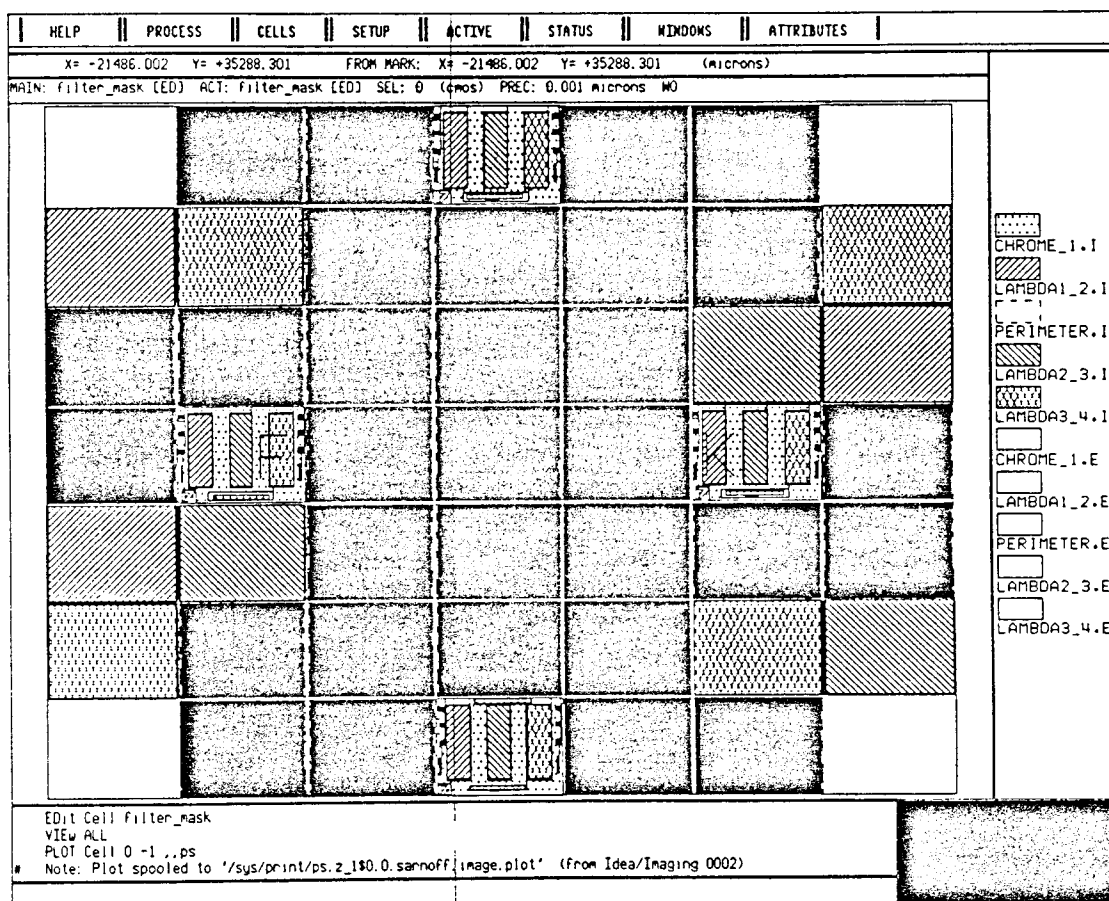 HELP PROCESS CELLS SETUP ACTIVE STATUS WINDOWS ATTRIBUTES
X= -21486.002 Y= +35288.301 FROM MARK: X= -21486.002 Y= +35288.301 (microns)
MAIN: filter_mask [ED] ACT: filter_mask [ED] SEL: 0 (cmos) PREC: 0.001 microns WO
CHROME_1.I
LAMBDA1_2.I
PERIMETER.I
LAMBDA2_3.I
LAMBDA3_4.I
CHROME_1.E
LAMBDA1_2.E
PERIMETER.E
LAMBDA2_3.E
LAMBDA3_4.E
EDit Cell filter_mask
VIEw ALL
PLOT Cell 0 -1 ,,ps
# Note: Plot spooled to '/sys/print/ps.z_1$0.0.sarnoff.image.plot' (from Idea/Imaging 0002)